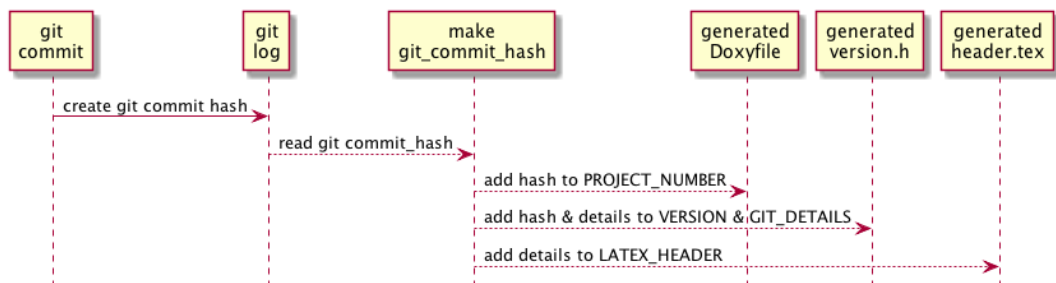 git
commit
git
log
make
git_commit_hash
generated
Doxyfile
generated
version.h
generated
header.tex
create git commit hash
read git commit_hash
add hash to PROJECT_NUMBER
add hash & details to VERSION & GIT_DETAILS
add details to LATEX_HEADER